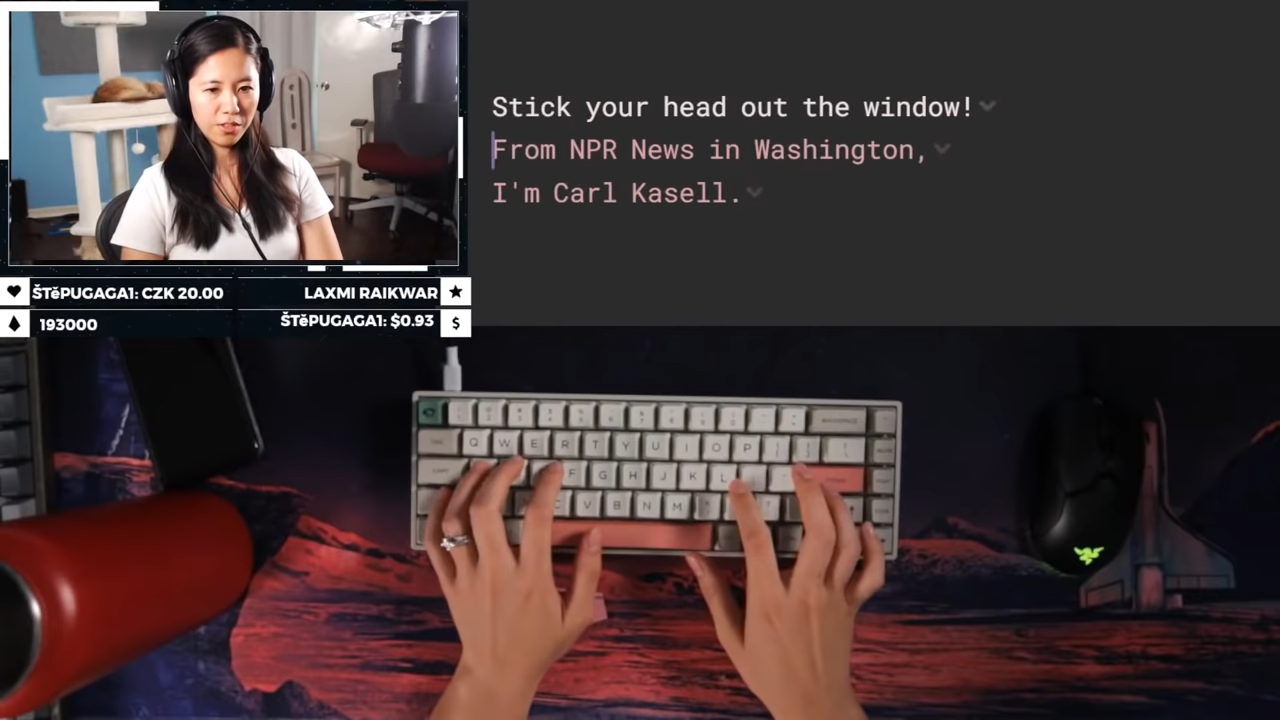 Stick your head out the window!
From NPR News in Washington,
I'm Carl Kasell.
ŠTěPUGAGA1: CZK 20.00
LAXMI RAIKWAR
193000
ŠTěPUGAGA1: $0.93
$
Q W E R T Y U I O P
F G H J K L
C V B N M